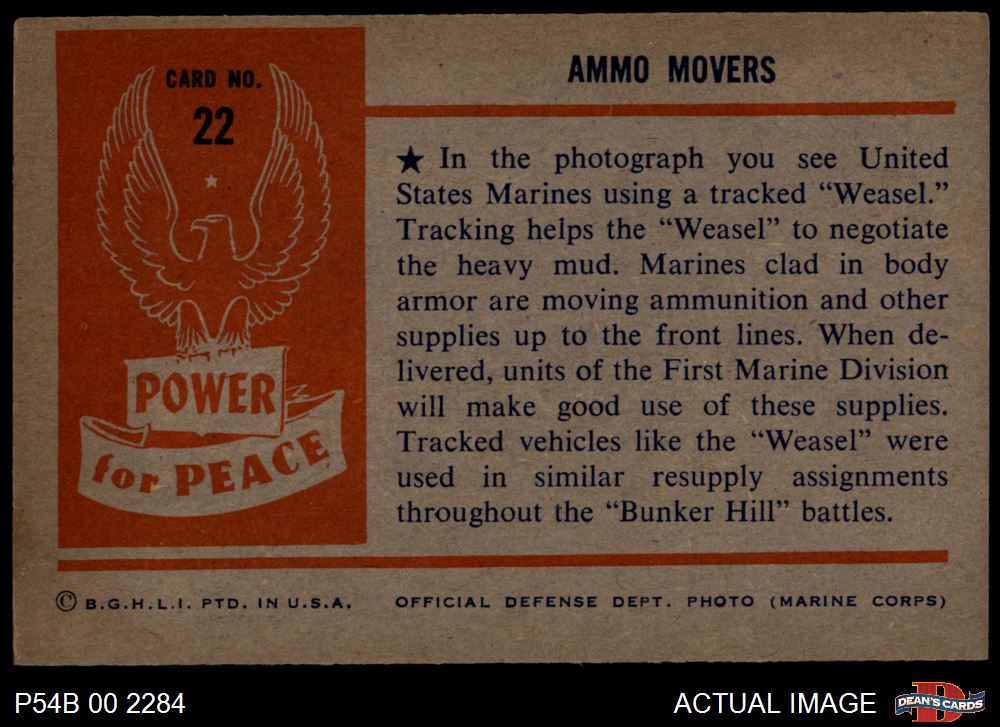 CARD NO.
22
POWER
for PEACE
AMMO MOVERS
★ In the photograph you see United
States Marines using a tracked “Weasel.”
Tracking helps the “Weasel” to negotiate
the heavy mud. Marines clad in body
armor are moving ammunition and other
supplies up to the front lines. When de-
livered, units of the First Marine Division
will make good use of these supplies.
Tracked vehicles like the “Weasel” were
used in similar resupply assignments
throughout the “Bunker Hill” battles.
© B.G.H.L.I. PTD. IN U.S.A.
OFFICIAL DEFENSE DEPT. PHOTO (MARINE CORPS)
P54B 00 2284
ACTUAL IMAGE
DEAN'S CARDS